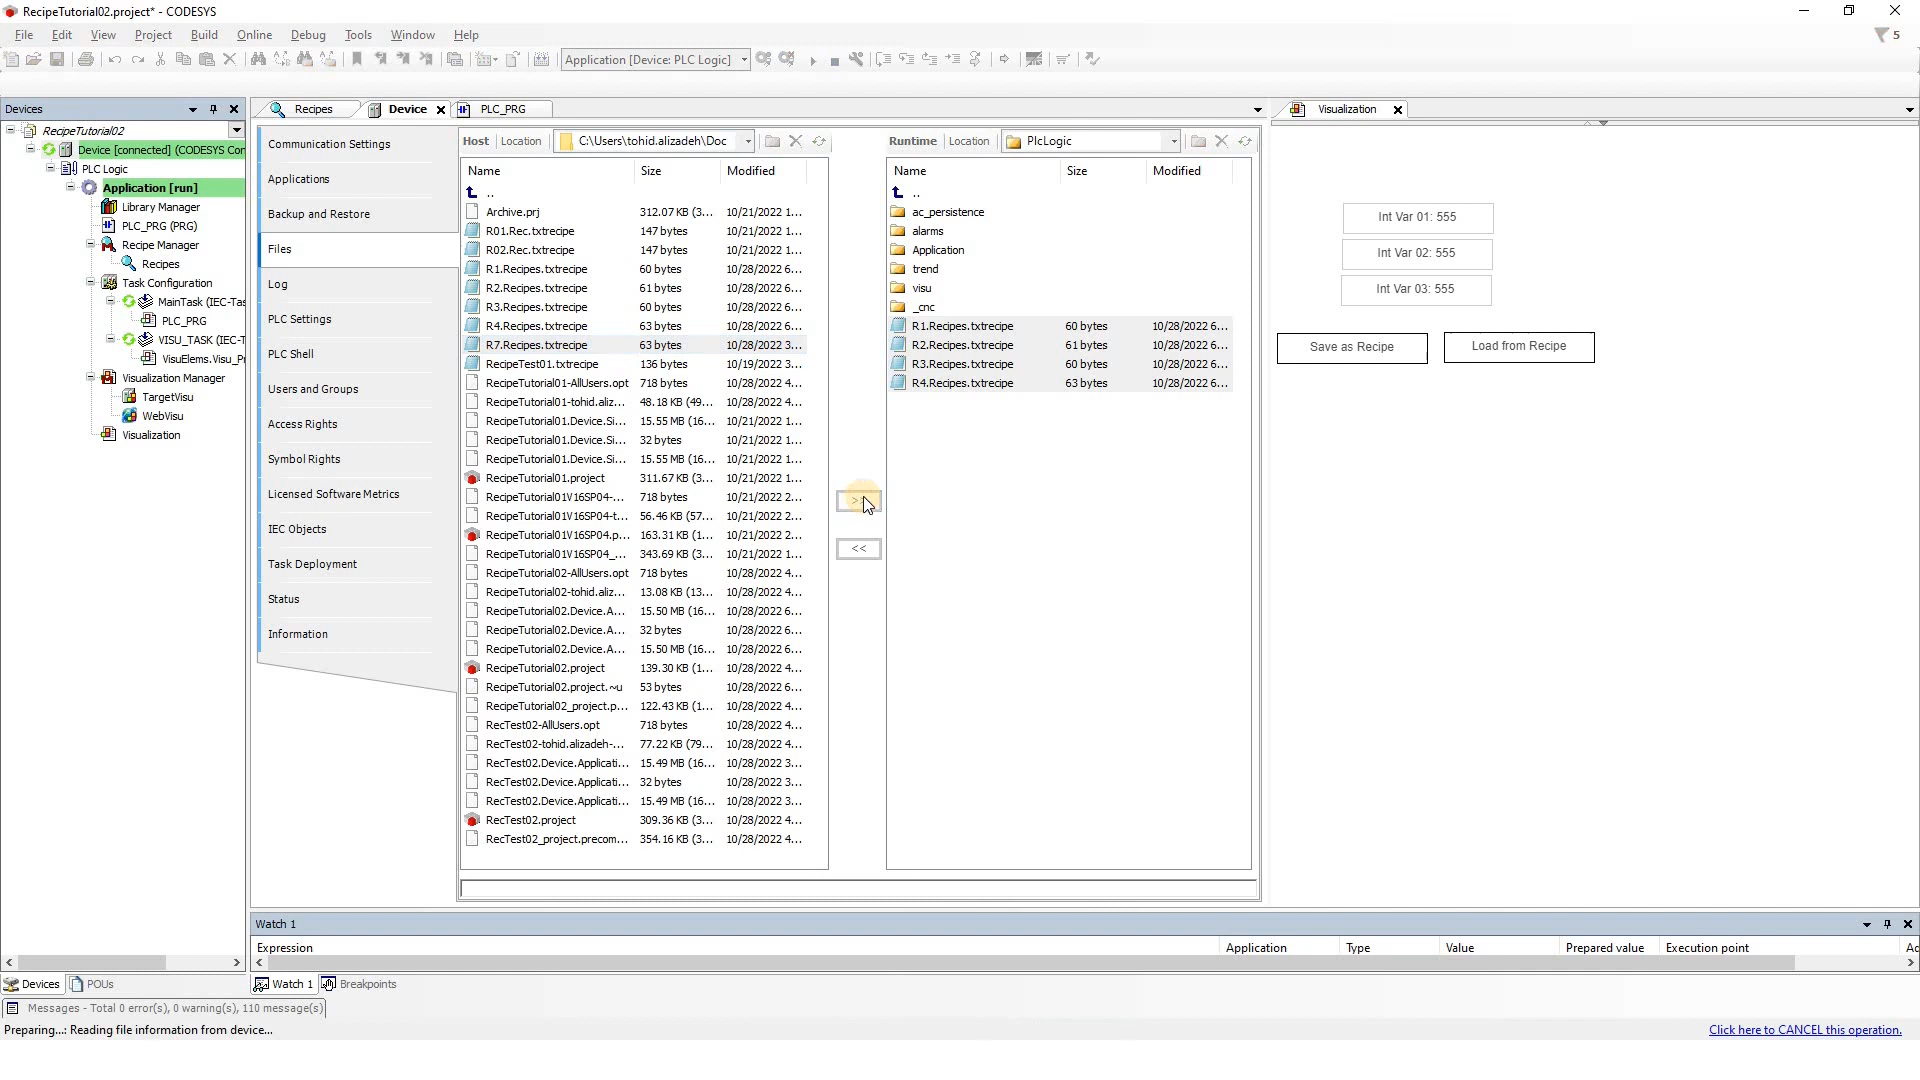 RecipeTutorial02.project* - CODESYS
File Edit View Project Build Online Debug Tools Window Help
5
Application [Device: PLC Logic]
Devices
RecipeTutorial02
Device [connected] (CODESYS Con
PLC Logic
Application [run]
Library Manager
PLC_PRG (PRG)
Recipe Manager
Recipes
Task Configuration
MainTask (IEC-Tas
PLC_PRG
VISU_TASK (IEC-T
VisuElems.Visu_Pr
Visualization Manager
TargetVisu
WebVisu
Visualization
Devices POUs
Recipes Device PLC_PRG
Communication Settings
Applications
Backup and Restore
Files
Log
PLC Settings
PLC Shell
Users and Groups
Access Rights
Symbol Rights
Licensed Software Metrics
IEC Objects
Task Deployment
Status
Information
Host Location C:\Users\tohid.alizadeh\Doc
Name Size Modified
..
Archive.prj 312.07 KB (3... 10/21/2022 1...
R01.Rec.txtrecipe 147 bytes 10/21/2022 1...
R02.Rec.txtrecipe 147 bytes 10/21/2022 1...
R1.Recipes.txtrecipe 60 bytes 10/28/2022 6...
R2.Recipes.txtrecipe 61 bytes 10/28/2022 6...
R3.Recipes.txtrecipe 60 bytes 10/28/2022 6...
R4.Recipes.txtrecipe 63 bytes 10/28/2022 6...
R7.Recipes.txtrecipe 63 bytes 10/28/2022 3...
RecipeTest01.txtrecipe 136 bytes 10/19/2022 3...
RecipeTutorial01-AllUsers.opt 718 bytes 10/28/2022 4...
RecipeTutorial01-tohid.aliz... 48.18 KB (49... 10/28/2022 4...
RecipeTutorial01.Device.Si... 15.55 MB (16... 10/21/2022 1...
RecipeTutorial01.Device.Si... 32 bytes 10/21/2022 1...
RecipeTutorial01.Device.Si... 15.55 MB (16... 10/21/2022 1...
RecipeTutorial01.project 311.67 KB (3... 10/21/2022 1...
RecipeTutorial01V16SP04-... 718 bytes 10/21/2022 2...
RecipeTutorial01V16SP04-t... 56.46 KB (57... 10/21/2022 2...
RecipeTutorial01V16SP04.p... 163.31 KB (1... 10/21/2022 2...
RecipeTutorial01V16SP04_... 343.69 KB (3... 10/21/2022 1...
RecipeTutorial02-AllUsers.opt 718 bytes 10/28/2022 4...
RecipeTutorial02-tohid.aliz... 13.08 KB (13... 10/28/2022 4...
RecipeTutorial02.Device.A... 15.50 MB (16... 10/28/2022 6...
RecipeTutorial02.Device.A... 32 bytes 10/28/2022 6...
RecipeTutorial02.Device.A... 15.50 MB (16... 10/28/2022 6...
RecipeTutorial02.project 139.30 KB (1... 10/28/2022 4...
RecipeTutorial02.project.~u 53 bytes 10/28/2022 6...
RecipeTutorial02_project.p... 122.43 KB (1... 10/28/2022 4...
RecTest02-AllUsers.opt 718 bytes 10/28/2022 4...
RecTest02-tohid.alizadeh-... 77.22 KB (79... 10/28/2022 4...
RecTest02.Device.Applicati... 15.49 MB (16... 10/28/2022 3...
RecTest02.Device.Applicati... 32 bytes 10/28/2022 3...
RecTest02.Device.Applicati... 15.49 MB (16... 10/28/2022 3...
RecTest02.project 309.36 KB (3... 10/28/2022 4...
RecTest02_project.precom... 354.16 KB (3... 10/28/2022 4...
<<
Runtime Location PlcLogic
Name Size Modified
..
ac_persistence
alarms
Application
trend
visu
_cnc
R1.Recipes.txtrecipe 60 bytes 10/28/2022 6...
R2.Recipes.txtrecipe 61 bytes 10/28/2022 6...
R3.Recipes.txtrecipe 60 bytes 10/28/2022 6...
R4.Recipes.txtrecipe 63 bytes 10/28/2022 6...
Visualization
Int Var 01: 555
Int Var 02: 555
Int Var 03: 555
Save as Recipe Load from Recipe
Watch 1
Expression Application Type Value Prepared value Execution point Ac
Watch 1 Breakpoints
Messages - Total 0 error(s), 0 warning(s), 110 message(s)
Preparing...: Reading file information from device... Click here to CANCEL this operation.